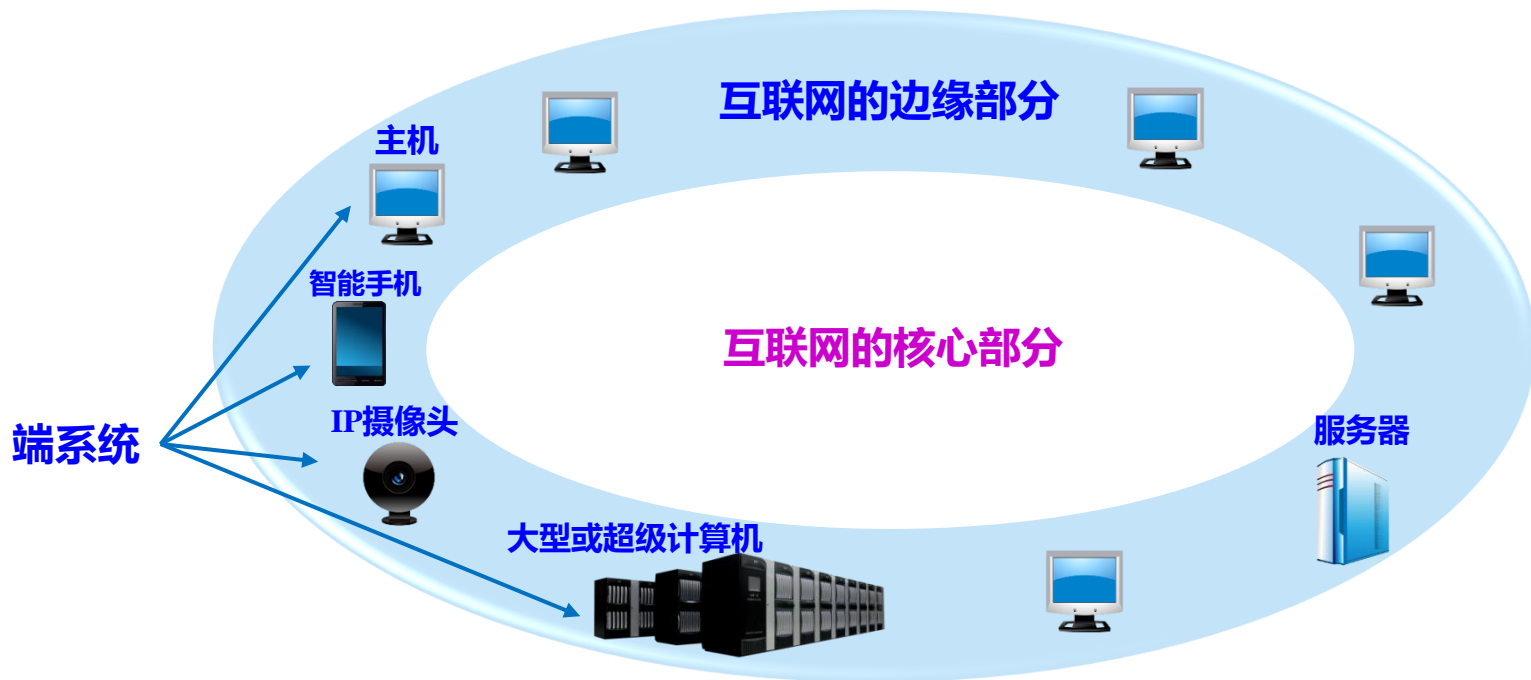 互联网的边缘部分
主机
智能手机
互联网的核心部分
IP摄像头
端系统
服务器
大型或超级计算机